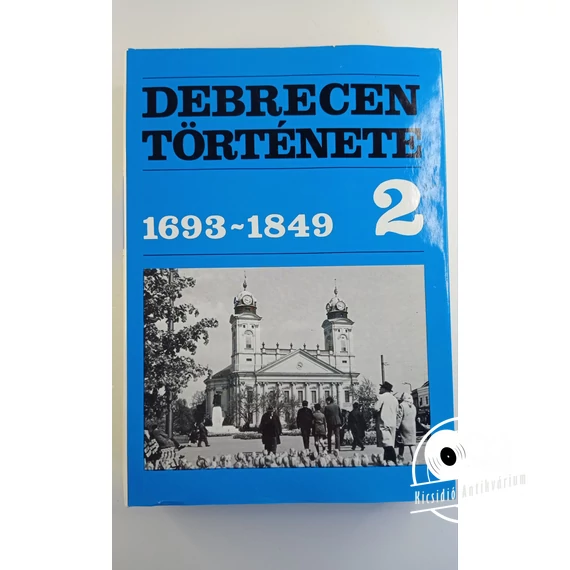 DEBRECEN
TÖRTÉNETE
1693~1849 2
Kicsidió Antikvárium